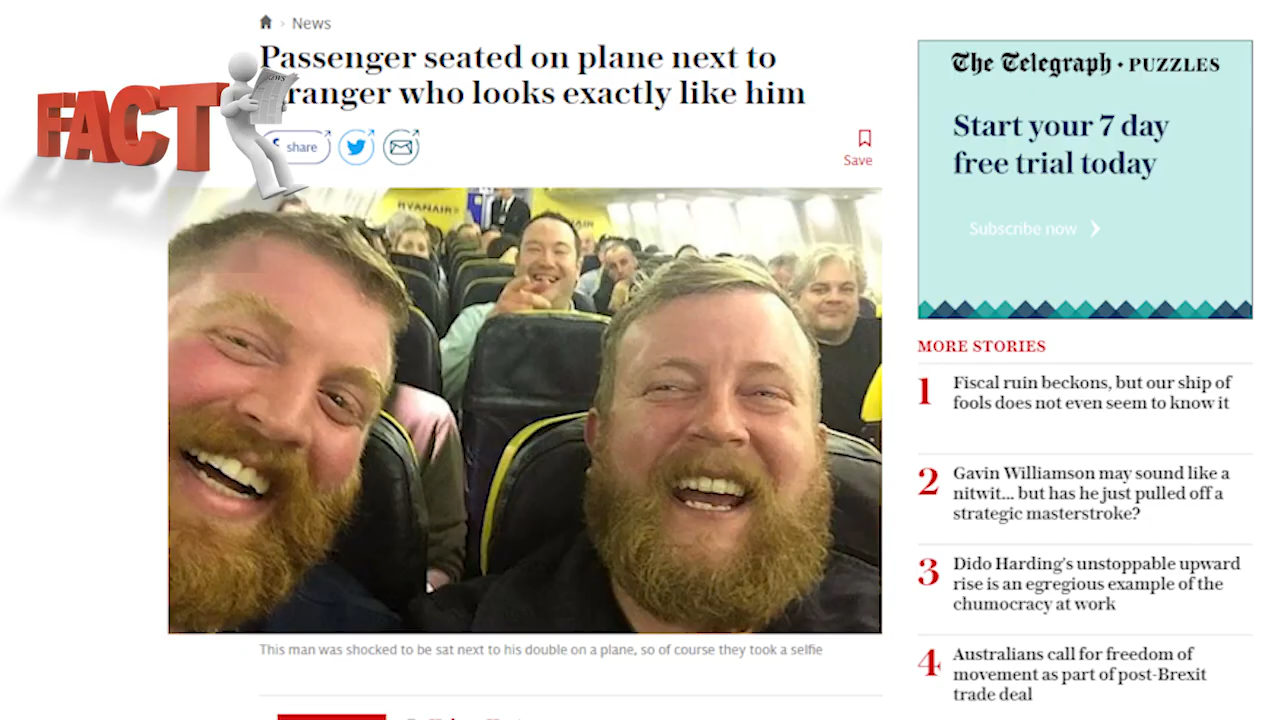 News
Passenger seated on plane next to
ranger who looks exactly like him
FACT
NEWS
share
Save
RYANAIR
The Telegraph • PUZZLES
Start your 7 day
free trial today
Subscribe now
MORE STORIES
1 Fiscal ruin beckons, but our ship of
fools does not even seem to know it
2 Gavin Williamson may sound like a
nitwit... but has he just pulled off a
strategic masterstroke?
3 Dido Harding's unstoppable upward
rise is an egregious example of the
chumocracy at work
4 Australians call for freedom of
movement as part of post-Brexit
trade deal
This man was shocked to be sat next to his double on a plane, so of course they took a selfie